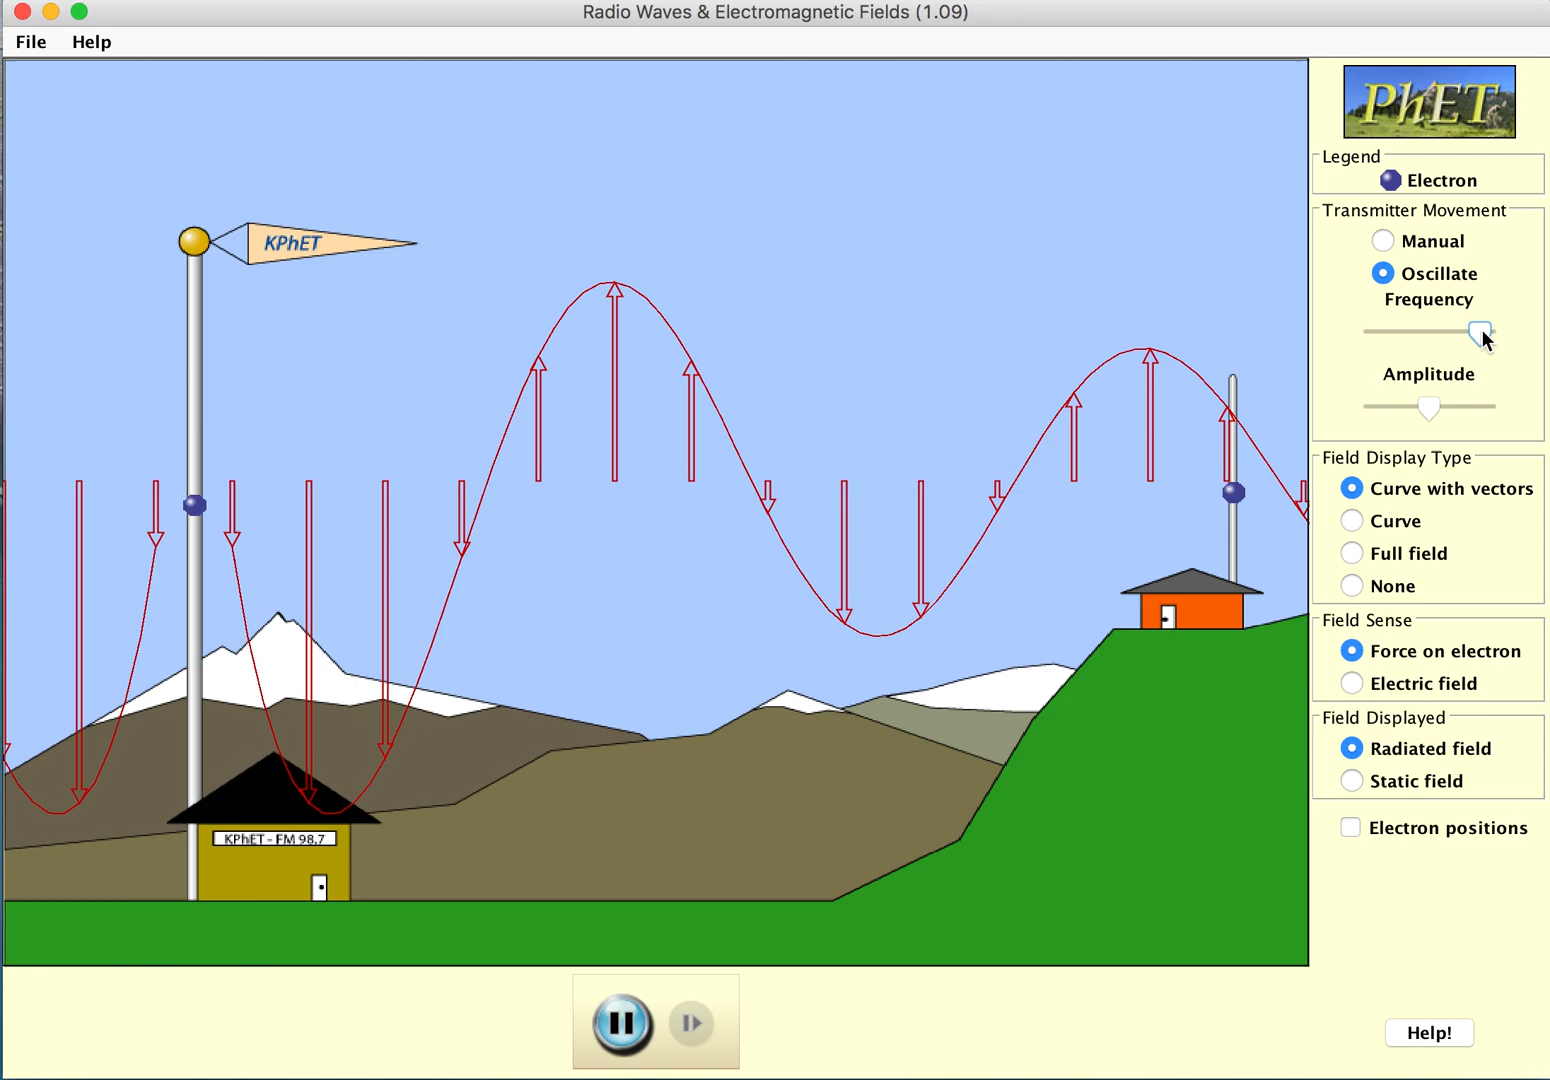 Radio Waves & Electromagnetic Fields (1.09)
File Help
PhET
Legend
Electron
Transmitter Movement
Manual
Oscillate
Frequency
Amplitude
Field Display Type
Curve with vectors
Curve
Full field
None
Field Sense
Force on electron
Electric field
Field Displayed
Radiated field
Static field
Electron positions
Help!
KPhET
KPhET - FM 98.7